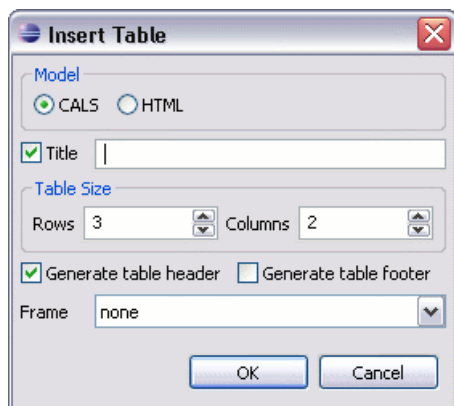 Insert Table
Model
CALS HTML
Title
Table Size
Rows 3 Columns 2
Generate table header Generate table footer
Frame none
OK Cancel